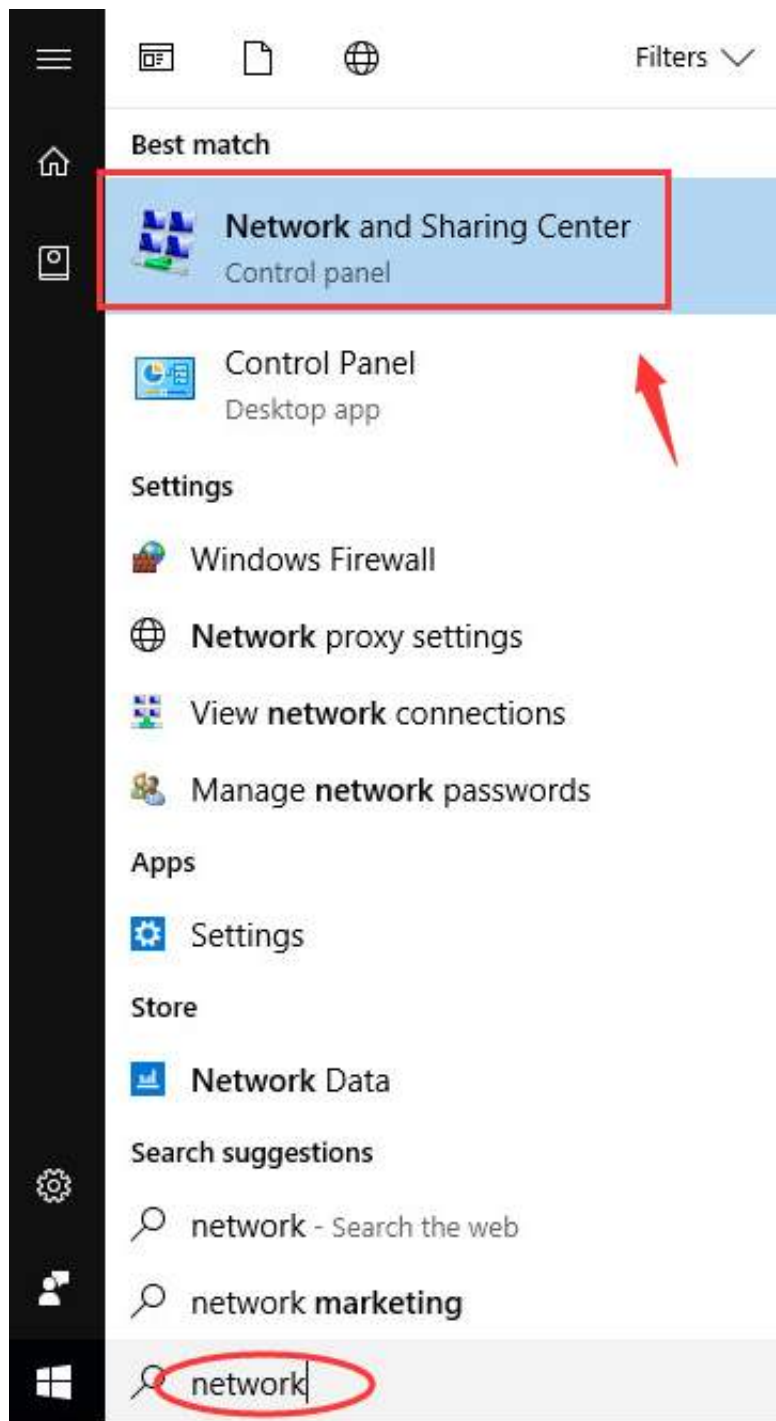 Filters
Best match
Network and Sharing Center
Control panel
Control Panel
Desktop app
Settings
Windows Firewall
Network proxy settings
View network connections
Manage network passwords
Apps
Settings
Store
Network Data
Search suggestions
network - Search the web
network marketing
network